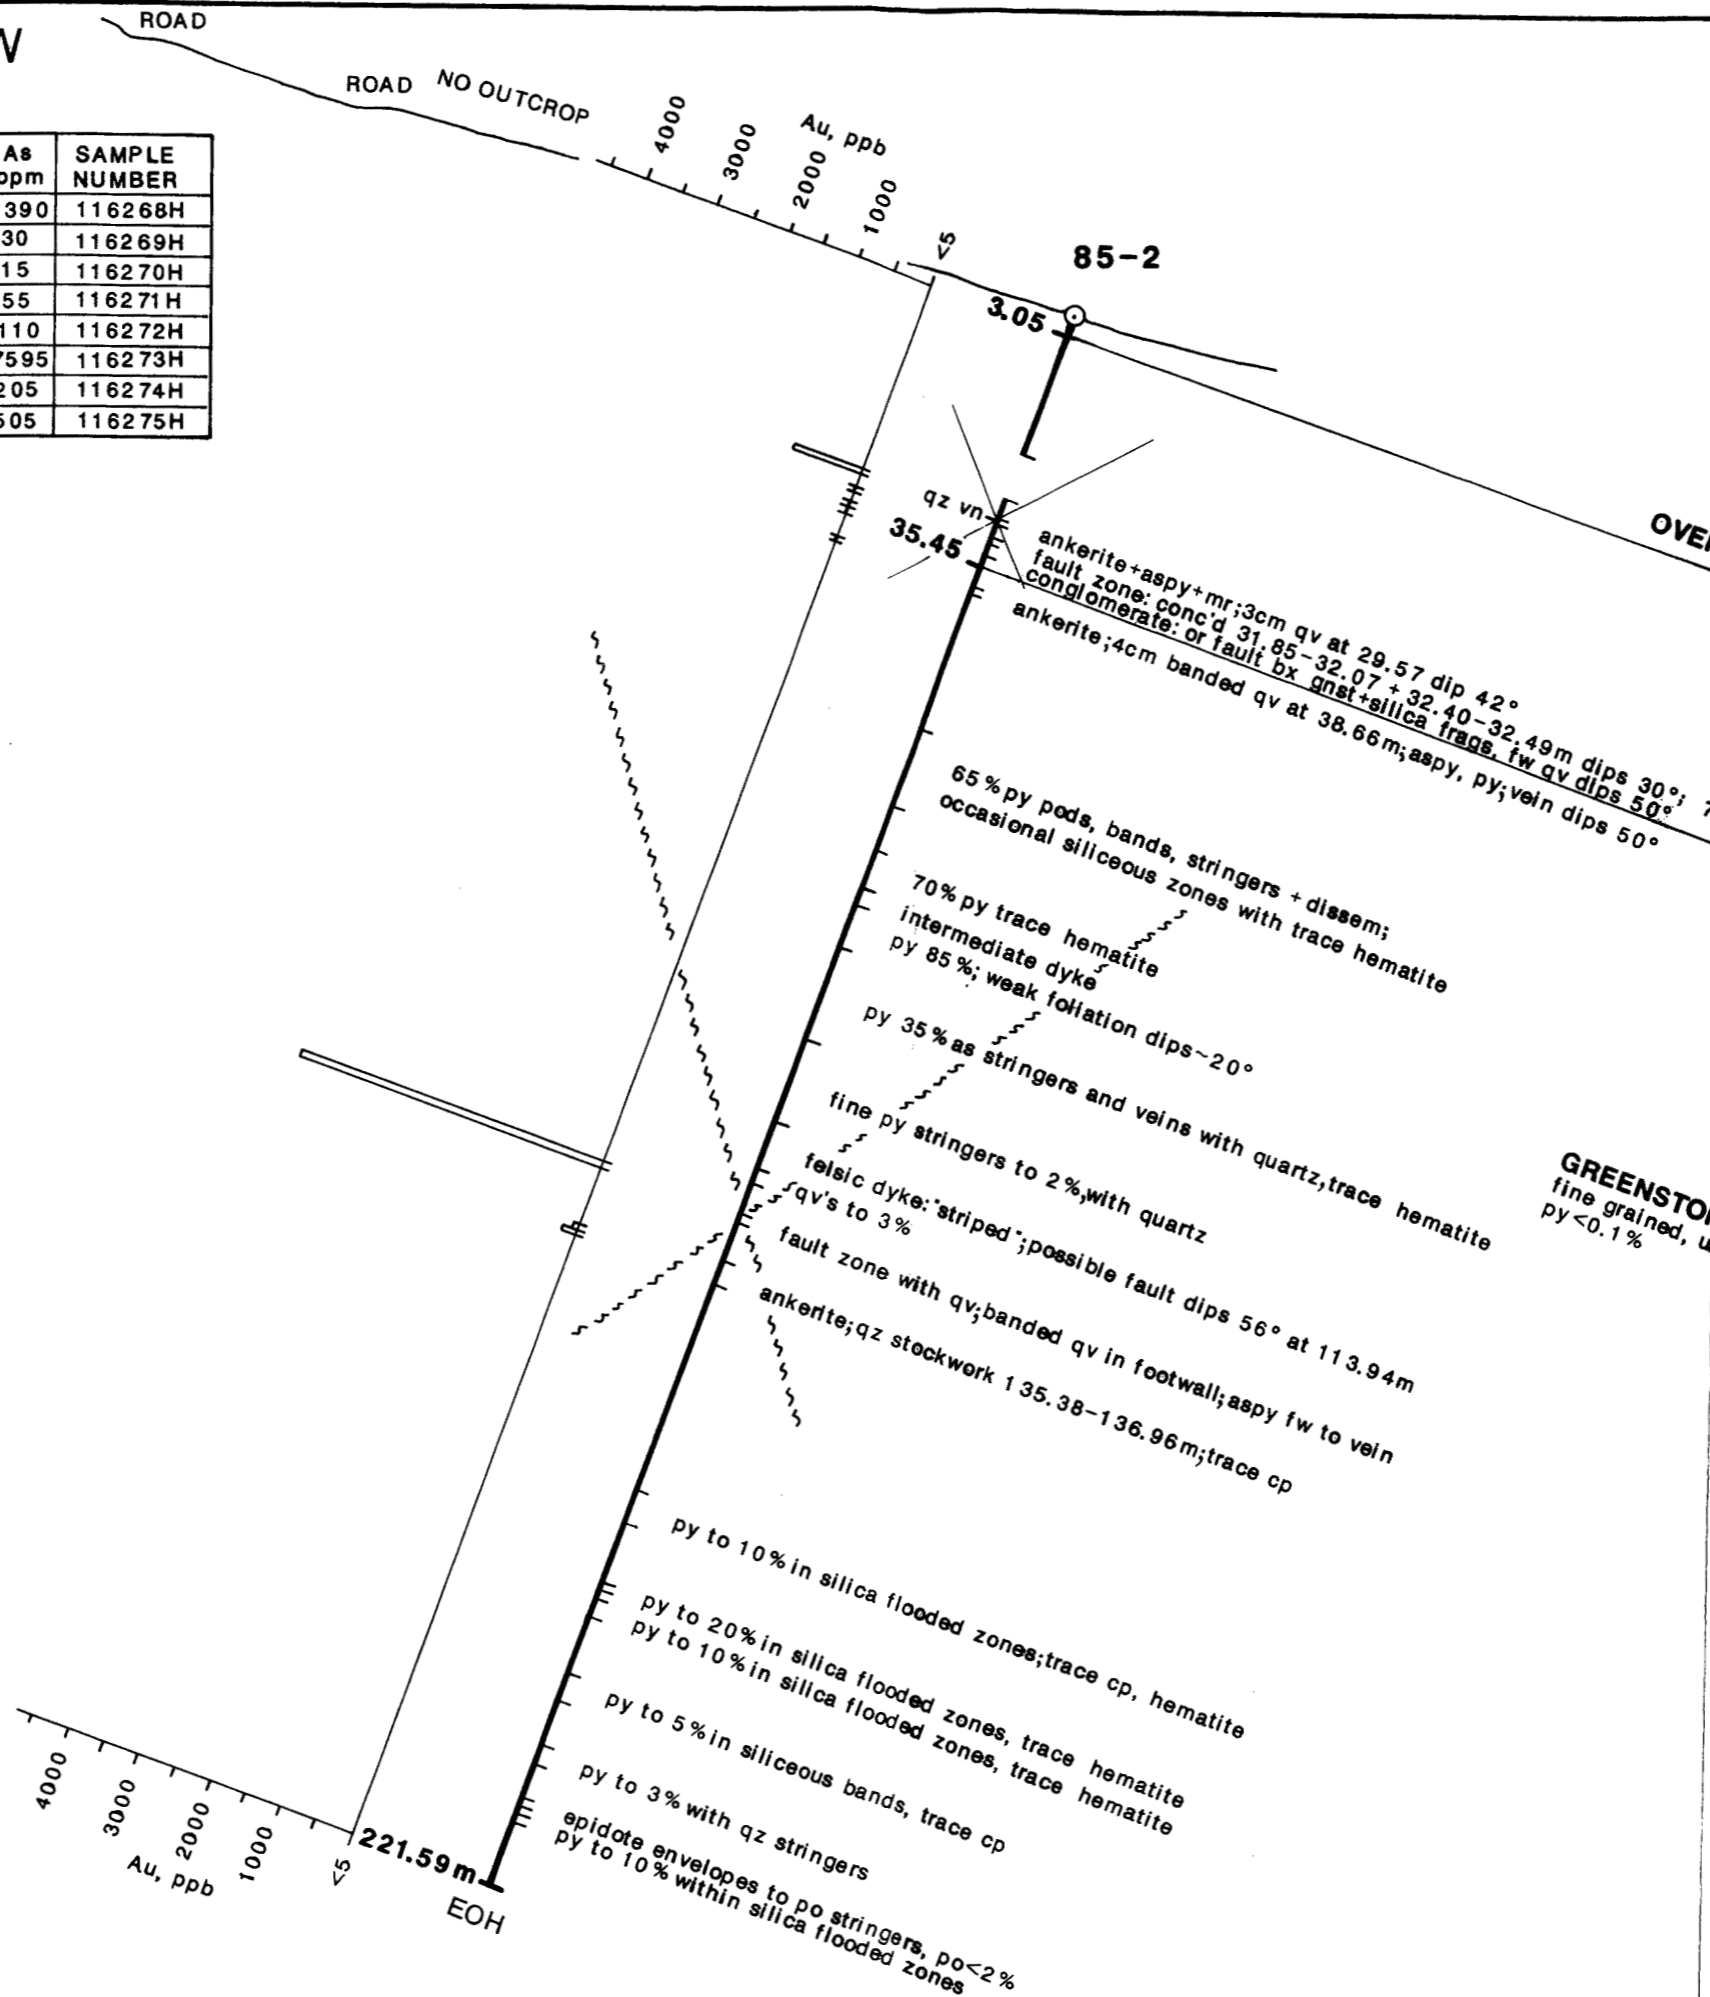 ROAD
ROAD
NO OUTCROP
As SAMPLE
ppm NUMBER
390 116268H
30 116269H
15 116270H
55 116271H
110 116272H
7595 116273H
205 116274H
505 116275H
4000
3000
2000
1000
<5
Au, ppb
85-2
3.05
qz vn
35.45
ankerite+aspy+mr;3cm qv at 29.57 dip 42°
fault zone: conc'd 31.85-32.07 + 32.40-32.49m dips 30°;
conglomerate: or fault bx gnst+silica frags, fw qv dips 50°
ankerite;4cm banded qv at 38.66m;aspy, py;vein dips 50°
65%py pods, bands, stringers + dissem;
occasional siliceous zones with trace hematite
70%py trace hematite
intermediate dyke
py 85%; weak foliation dips~20°
py 35%as stringers and veins with quartz,trace hematite
fine py stringers to 2%,with quartz
felsic dyke:"striped";possible fault dips 56° at 113.94m
qv's to 3%
fault zone with qv;banded qv in footwall;aspy fw to vein
ankerite;qz stockwork 135.38-136.96m;trace cp
py to 10%in silica flooded zones;trace cp, hematite
py to 20%in silica flooded zones, trace hematite
py to 10%in silica flooded zones, trace hematite
py to 5%in siliceous bands, trace cp
py to 3%with qz stringers
epidote envelopes to po stringers, po<2%
py to 10%within silica flooded zones
GREENSTO
fine grained, u
py<0.1%
4000
3000
2000
1000
<5
Au, ppb
221.59m
EOH